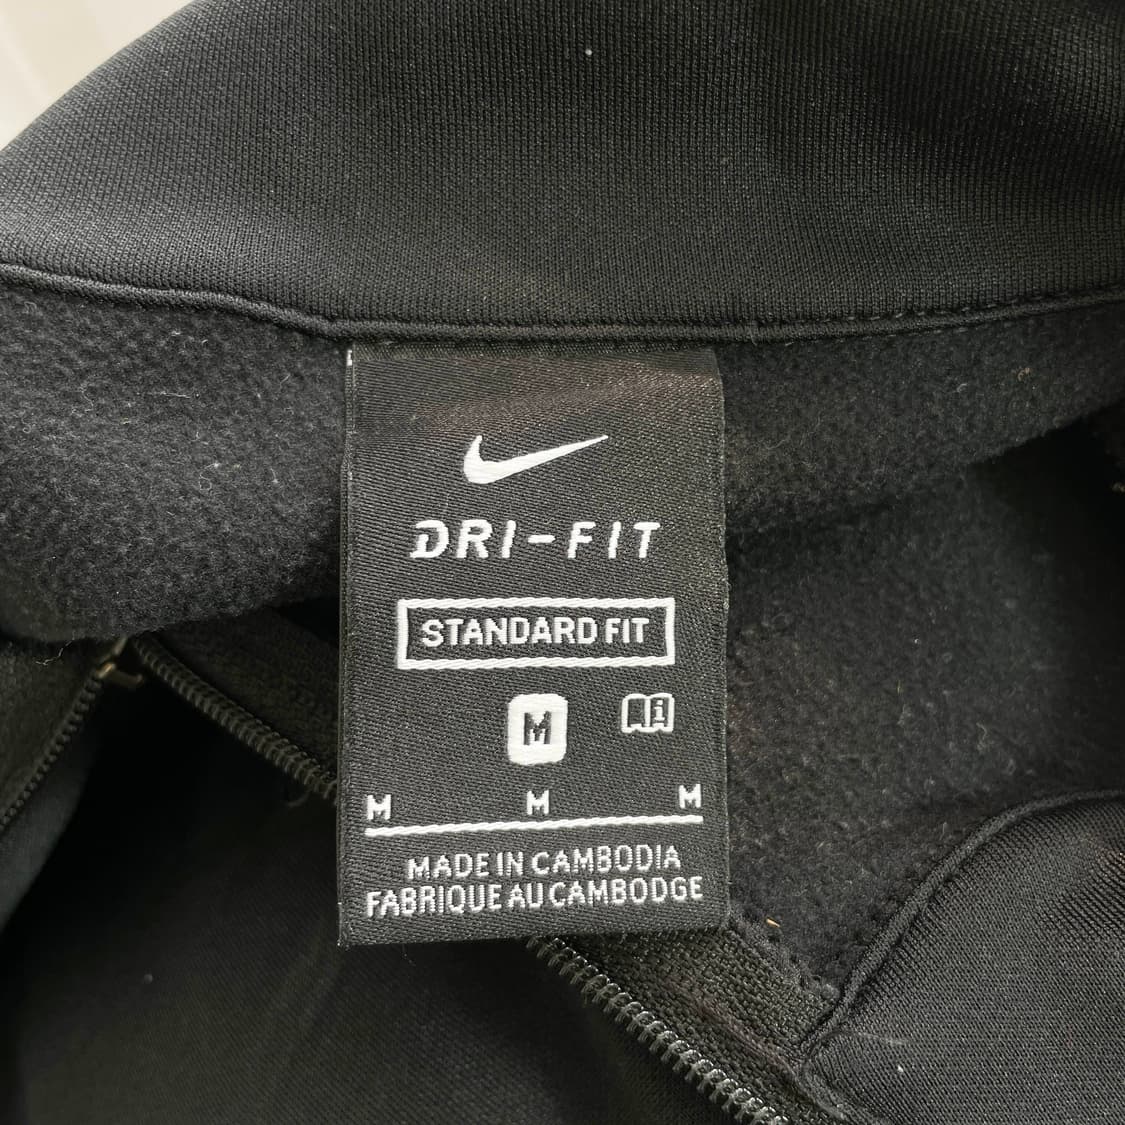 DRI-FIT
STANDARD FIT
M i
M M M
MADE IN CAMBODIA
FABRIQUE AU CAMBODGE